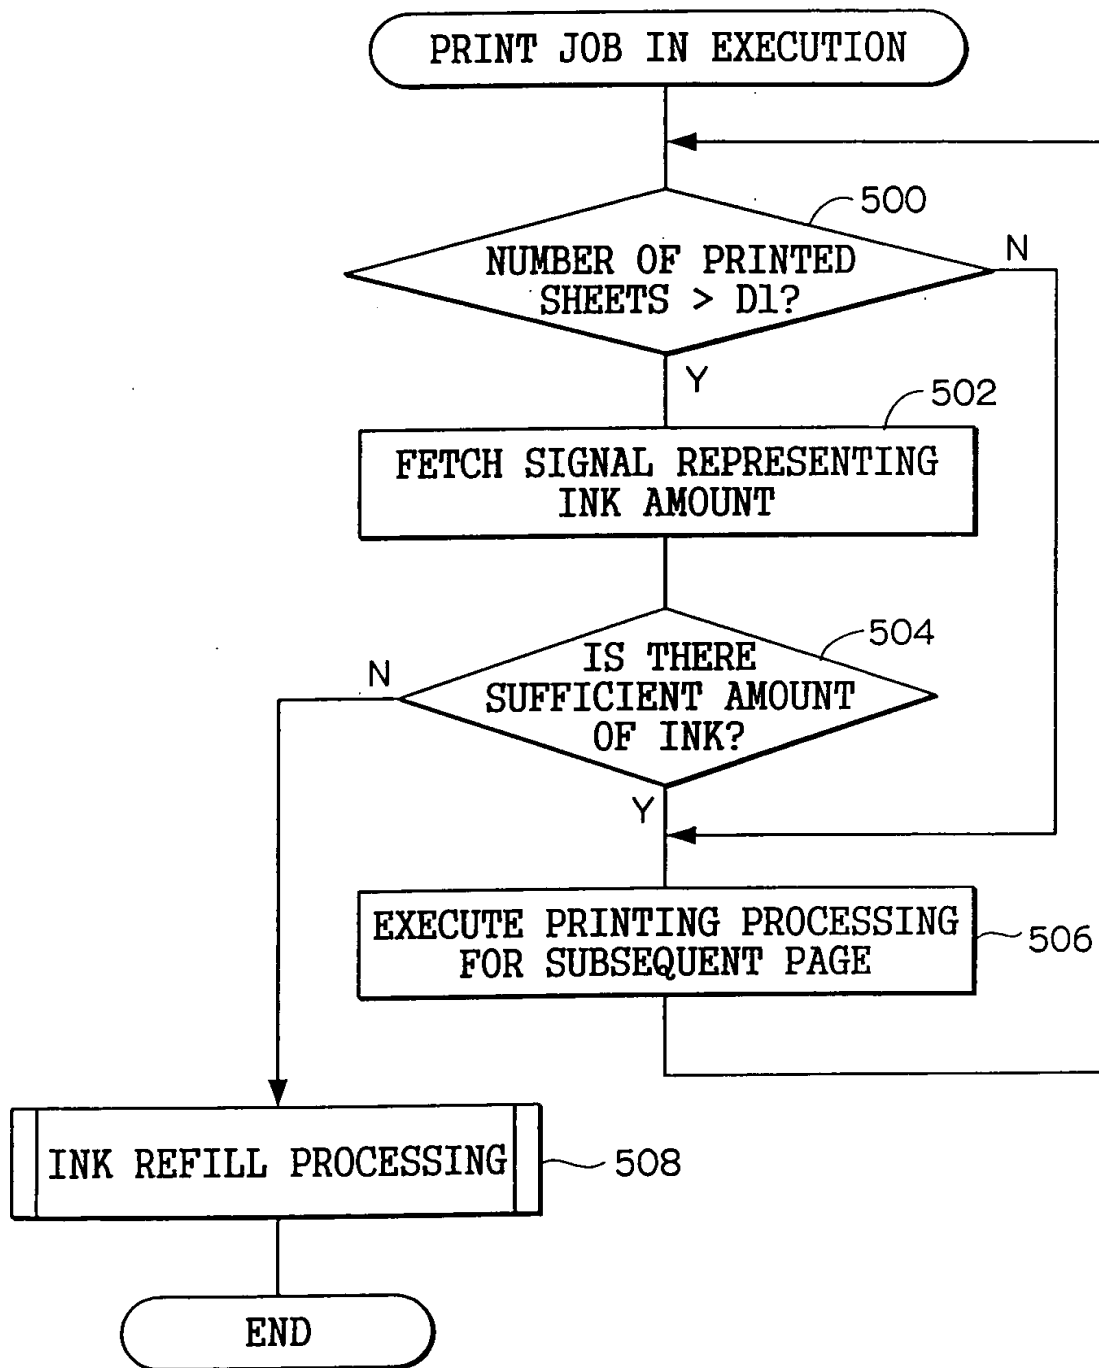 PRINT JOB IN EXECUTION
500
NUMBER OF PRINTED
SHEETS > D1?
N
Y
502
FETCH SIGNAL REPRESENTING
INK AMOUNT
504
IS THERE
SUFFICIENT AMOUNT
OF INK?
N
Y
EXECUTE PRINTING PROCESSING
FOR SUBSEQUENT PAGE
506
INK REFILL PROCESSING
508
END